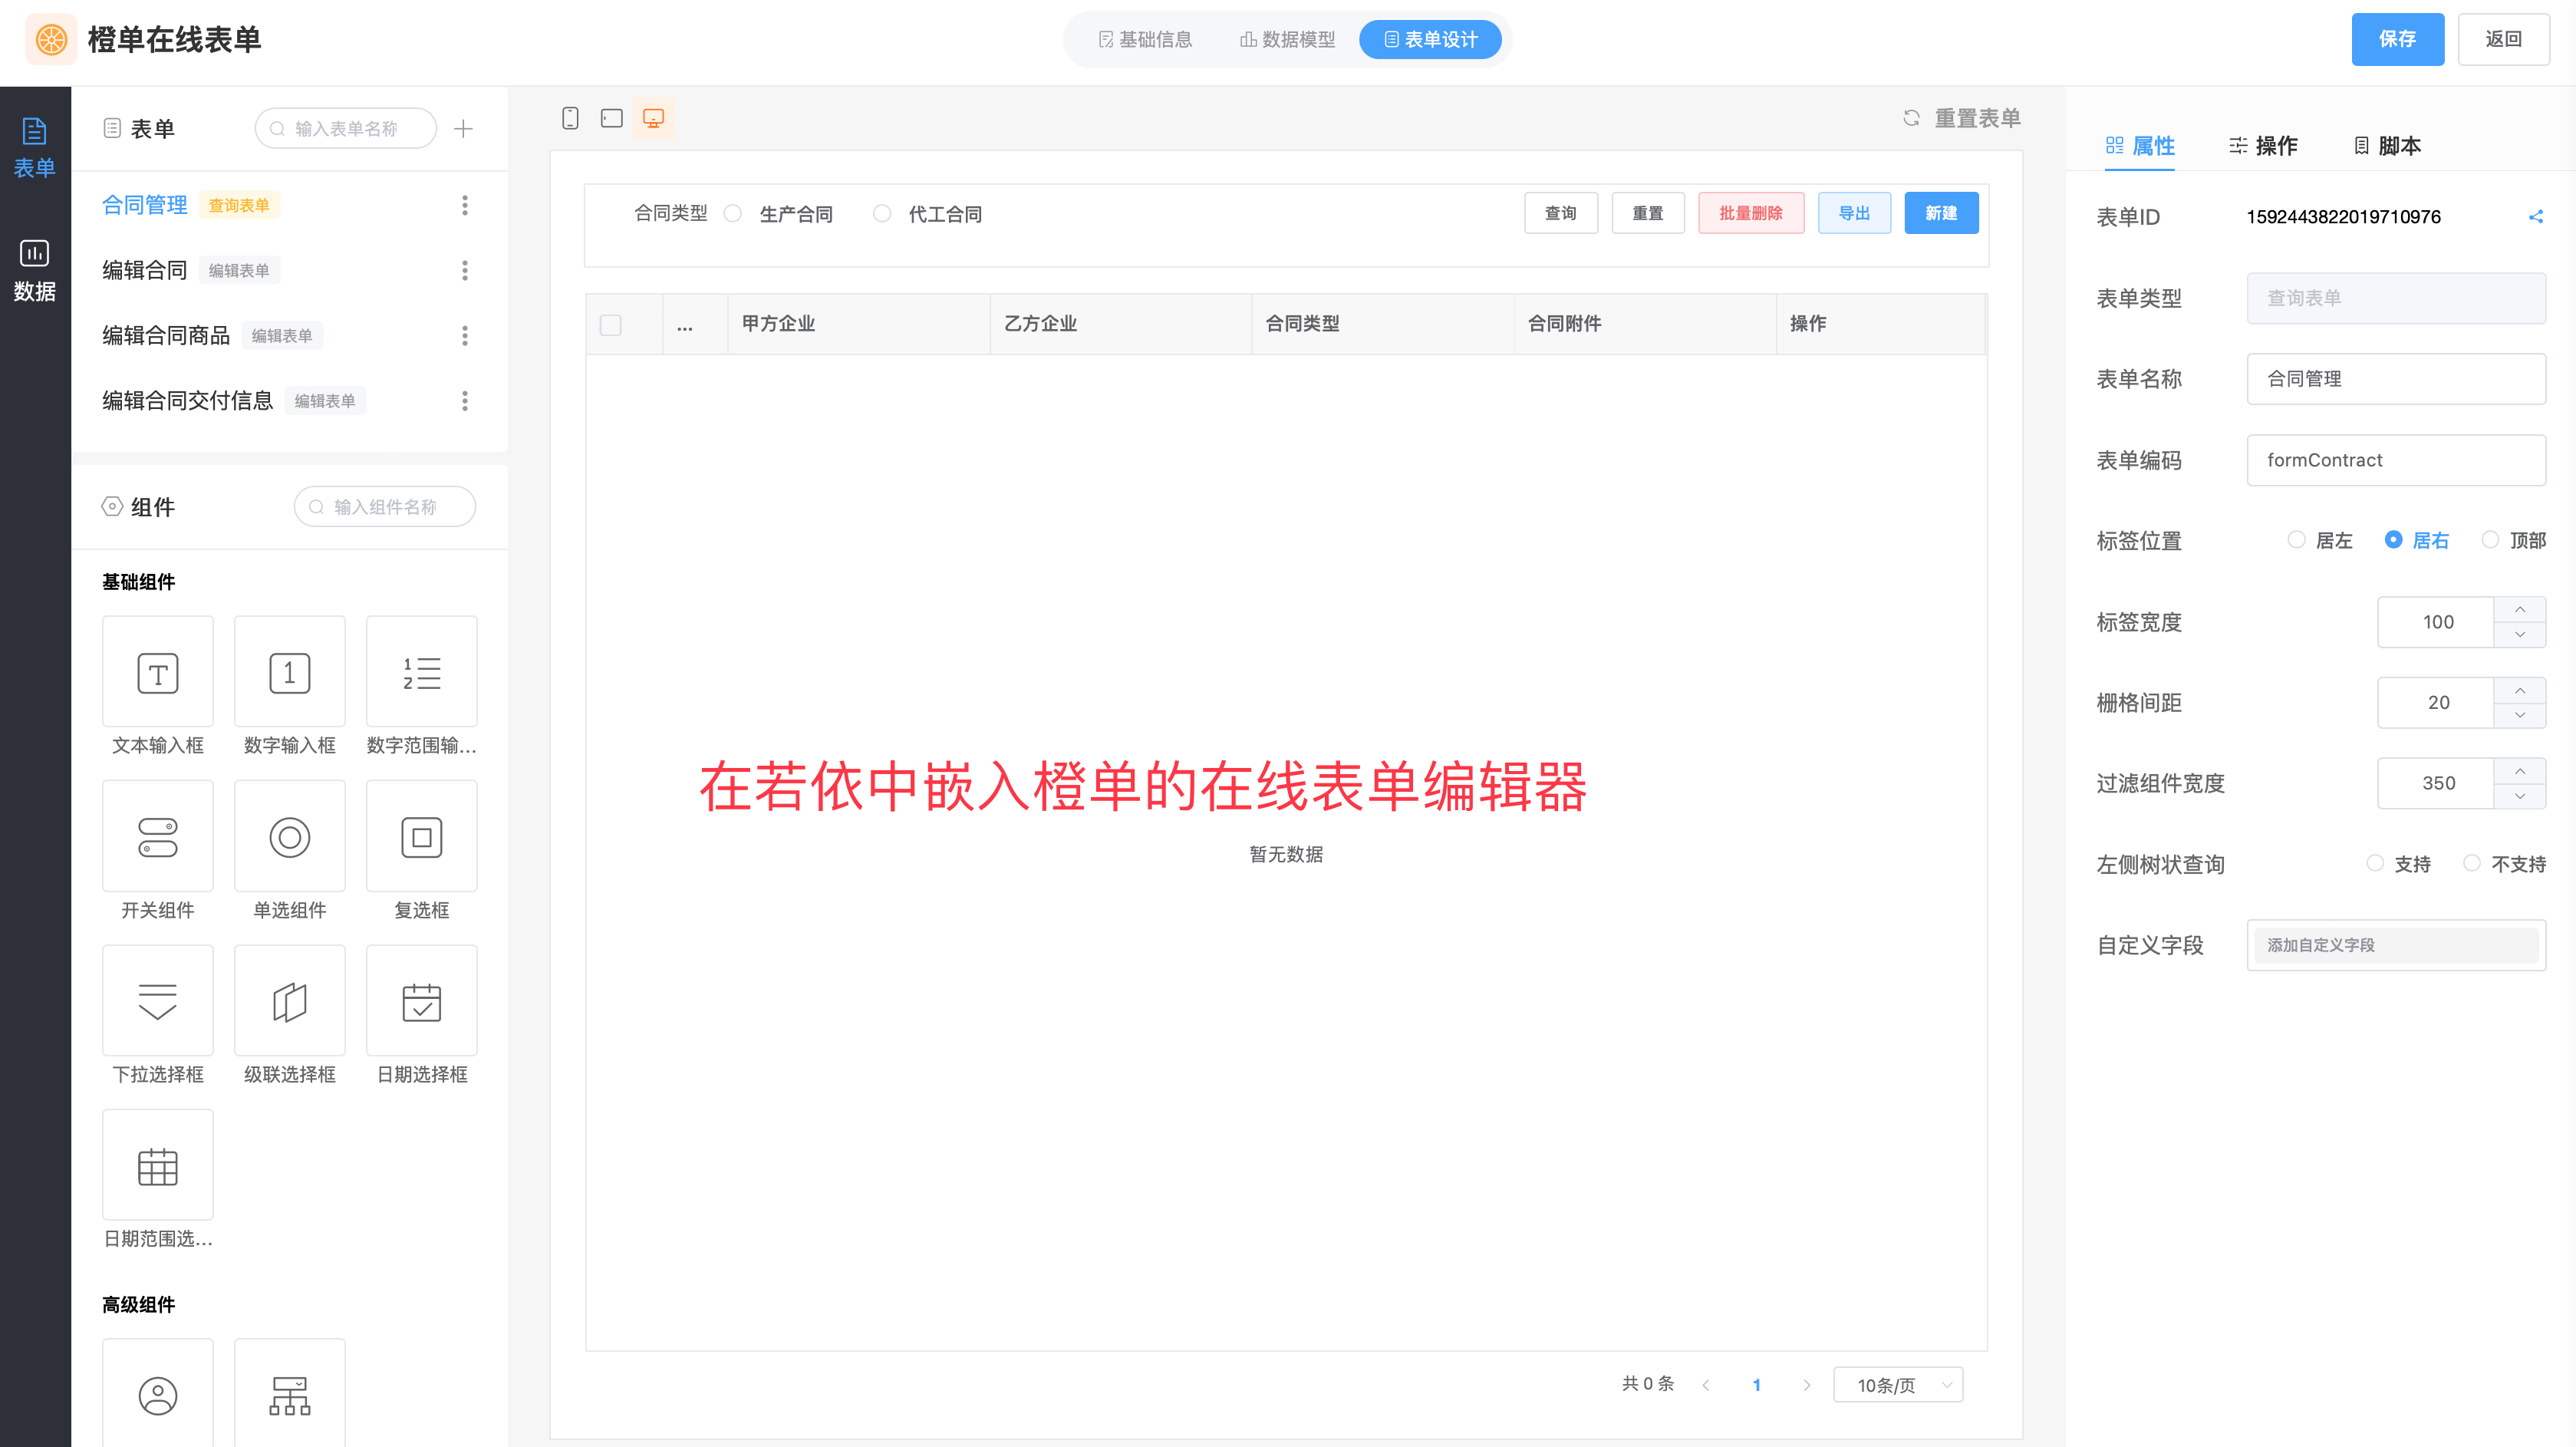 橙单在线表单
基础信息
数据模型
表单设计
保存
返回
表单
数据
表单
输入表单名称
合同管理 查询表单
编辑合同 编辑表单
编辑合同商品 编辑表单
编辑合同交付信息 编辑表单
组件
输入组件名称
基础组件
文本输入框 数字输入框 数字范围输...
开关组件 单选组件 复选框
下拉选择框 级联选择框 日期选择框
日期范围选...
高级组件
重置表单
合同类型 生产合同 代工合同
查询 重置 批量删除 导出 新建
... 甲方企业 乙方企业 合同类型 合同附件 操作
在若依中嵌入橙单的在线表单编辑器
暂无数据
共 0 条 1 10条/页
属性 操作 脚本
表单ID 1592443822019710976
表单类型 查询表单
表单名称 合同管理
表单编码 formContract
标签位置 居左 居右 顶部
标签宽度 100
栅格间距 20
过滤组件宽度 350
左侧树状查询 支持 不支持
自定义字段 添加自定义字段